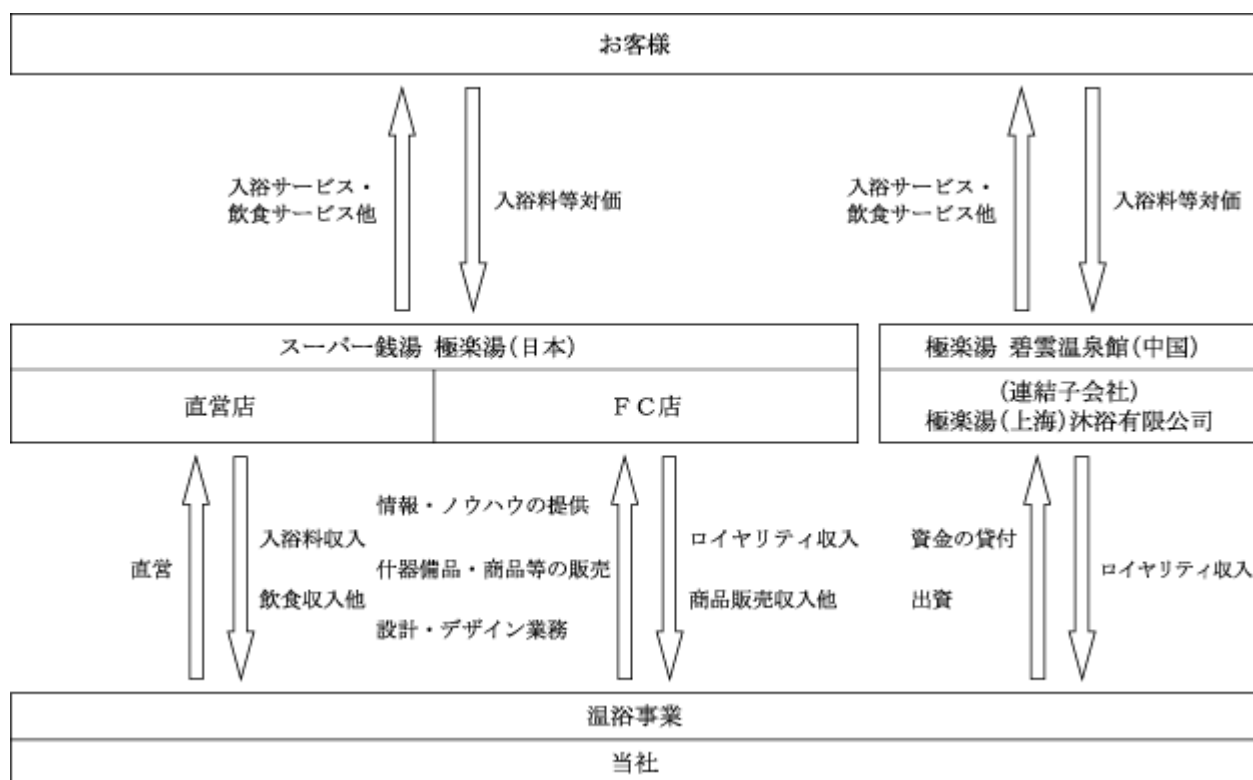 お客様
入浴サービス・
飲食サービス他
入浴料等対価
入浴サービス・
飲食サービス他
入浴料等対価
スーパー銭湯 極楽湯(日本)
直営店
ＦＣ店
極楽湯 碧雲温泉館(中国)
(連結子会社)
極楽湯(上海)沐浴有限公司
直営
入浴料収入
飲食収入他
情報・ノウハウの提供
什器備品・商品等の販売
設計・デザイン業務
ロイヤリティ収入
商品販売収入他
資金の貸付
出資
ロイヤリティ収入
温浴事業
当社